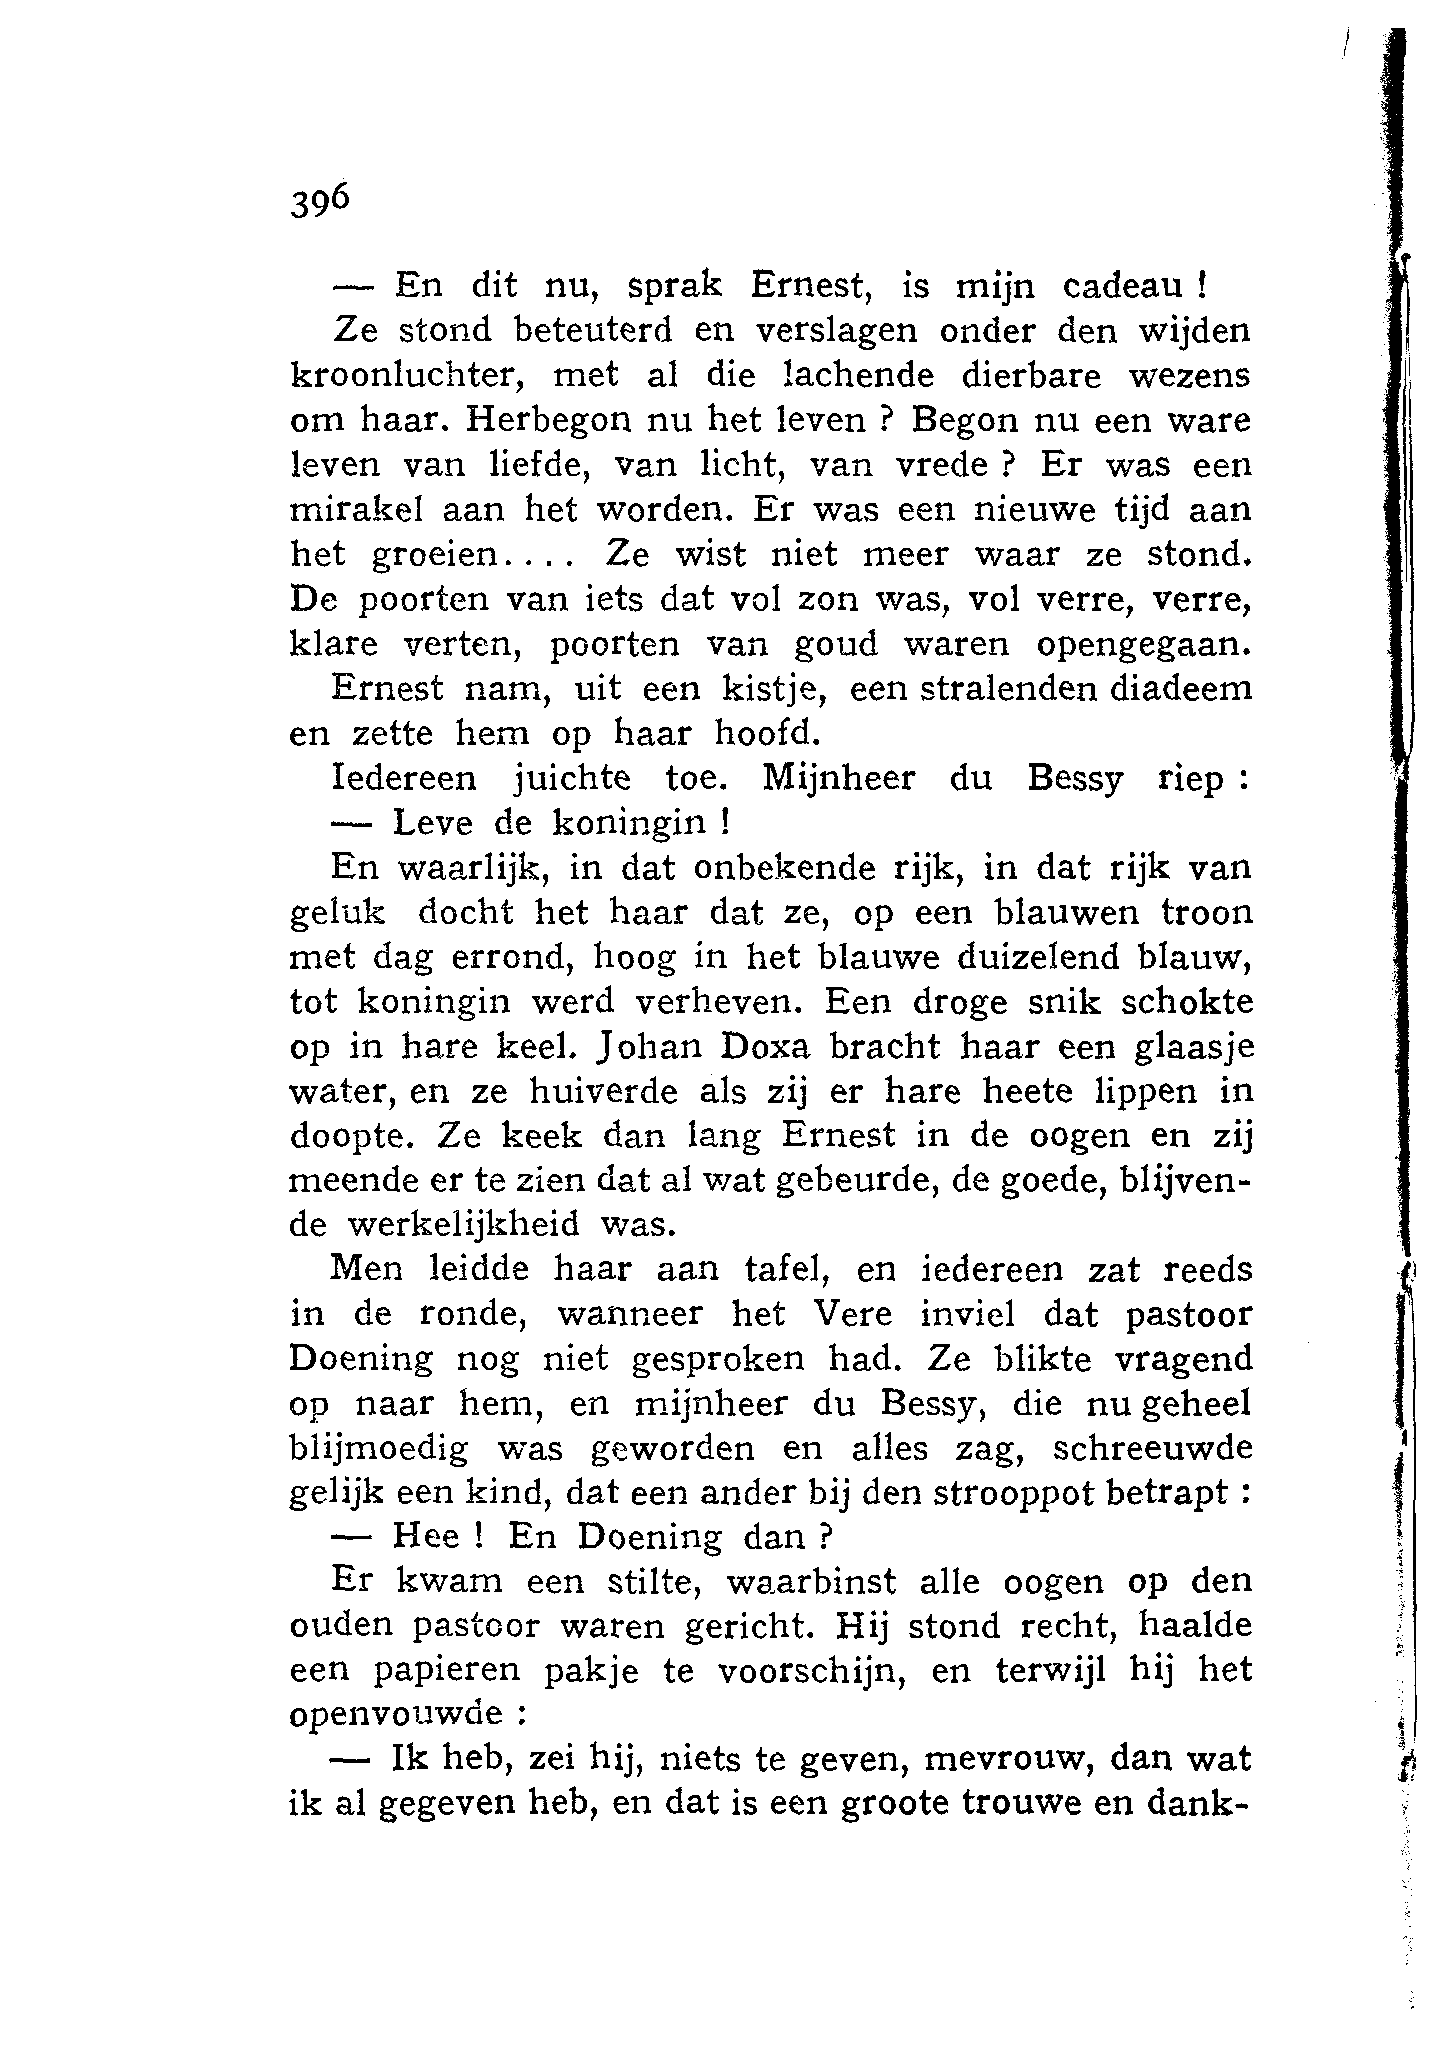 396
— En dit nu, sprak Ernest, is mijn cadeau !
Ze stond beteuterd en verslagen onder den wijden
kroonluchter, met al die lachende dierbare wezens
om haar. Herbegon nu het leven ? Begon nu een ware
leven van liefde, van licht, van vrede ? Er was een
mirakel aan het worden. Er was een nieuwe tijd aan
het groeien.... Ze wist niet meer waar ze stond.
De poorten van iets dat vol zon was, vol verre, verre,
klare verten, poorten van goud waren opengegaan.
Ernest nam, uit een kistje, een stralenden diadeem
en zette hem op haar hoofd.
Iedereen juichte toe. Mijnheer du Bessy riep :
— Leve de koningin !
En waarlijk, in dat onbekende rijk, in dat rijk van
geluk docht het haar dat ze, op een blauwen troon
met dag errond, hoog in het blauwe duizelend blauw,
tot koningin werd verheven. Een droge snik schokte
op in hare keel. Johan Doxa bracht haar een glaasje
water, en ze huiverde als zij er hare heete lippen in
doopte. Ze keek dan lang Ernest in de oogen en zij
meende er te zien dat al wat gebeurde, de goede, blijven-
de werkelijkheid was.
Men leidde haar aan tafel, en iedereen zat reeds
in de ronde, wanneer het Vere inviel dat pastoor
Doening nog niet gesproken had. Ze blikte vragend
op naar hem, en mijnheer du Bessy, die nu geheel
blijmoedig was geworden en alles zag, schreeuwde
gelijk een kind, dat een ander bij den strooppot betrapt :
— Hee ! En Doening dan ?
Er kwam een stilte, waarbinst alle oogen op den
ouden pastoor waren gericht. Hij stond recht, haalde
een papieren pakje te voorschijn, en terwijl hij het
openvouwde :
— Ik heb, zei hij, niets te geven, mevrouw, dan wat
ik al gegeven heb, en dat is een groote trouwe en dank-